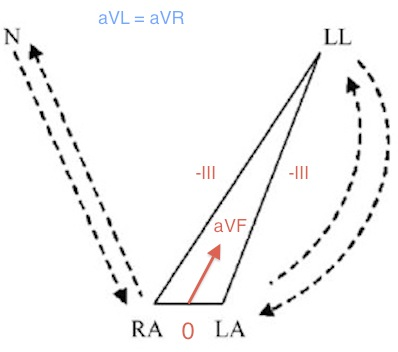 aVL = aVR
N
LL
-III
-III
aVF
RA
0
LA